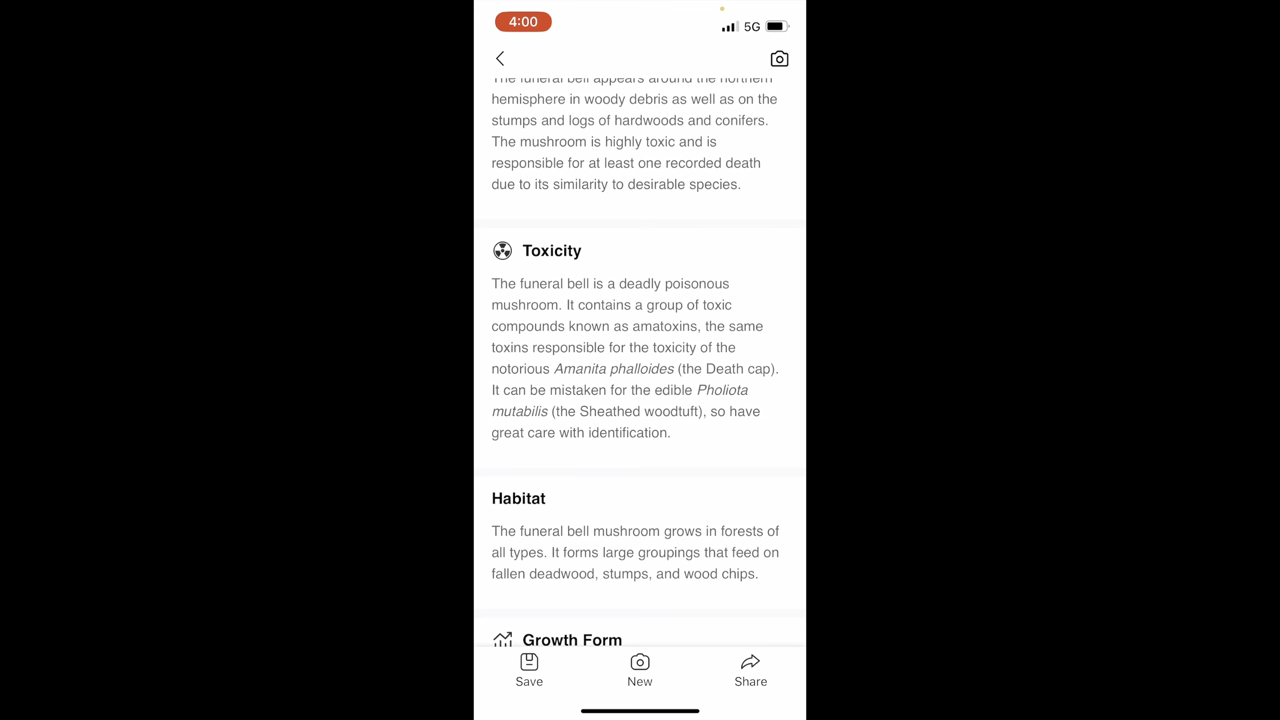 4:00
5G
The funeral bell appears around the northern
hemisphere in woody debris as well as on the
stumps and logs of hardwoods and conifers.
The mushroom is highly toxic and is
responsible for at least one recorded death
due to its similarity to desirable species.
Toxicity
The funeral bell is a deadly poisonous
mushroom. It contains a group of toxic
compounds known as amatoxins, the same
toxins responsible for the toxicity of the
notorious Amanita phalloides (the Death cap).
It can be mistaken for the edible Pholiota
mutabilis (the Sheathed woodtuft), so have
great care with identification.
Habitat
The funeral bell mushroom grows in forests of
all types. It forms large groupings that feed on
fallen deadwood, stumps, and wood chips.
Growth Form
Save
New
Share